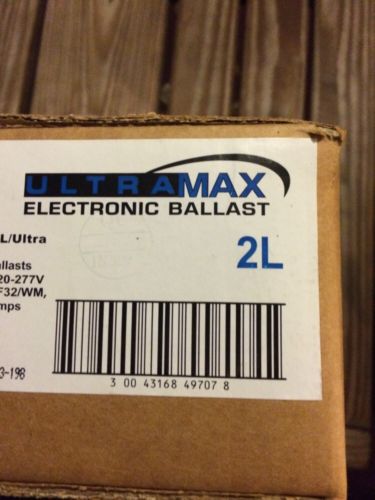 ULTRAMAX
ELECTRONIC BALLAST
L/Ultra
2L
allasts
20-277V
F32/WM,
mps
3-198
3 00 43168 49707 8